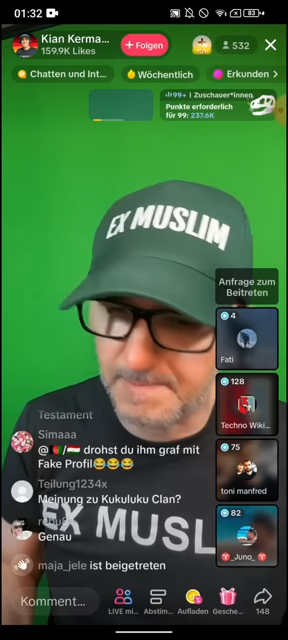 01:32
83
Kian Kerma...
159.9K Likes
+ Folgen
532
Chatten und Int...
Wöchentlich
Erkunden >
99+ | Zuschauer*innen
Punkte erforderlich
für 99: 237.6K
EX MUSLIM
Anfrage zum
Beitreten
4
Fati
128
Techno Wiki...
75
toni manfred
82
_Juno_
Testament
Simaaa
@ / drohst du ihm graf mit
Fake Profil
Teilung1234x
Meinung zu Kukuluku Clan?
Genau
EX MUSL
maja_jele ist beigetreten
Komment...
LIVE mi...
Abstim...
Aufladen
Gesche...
148